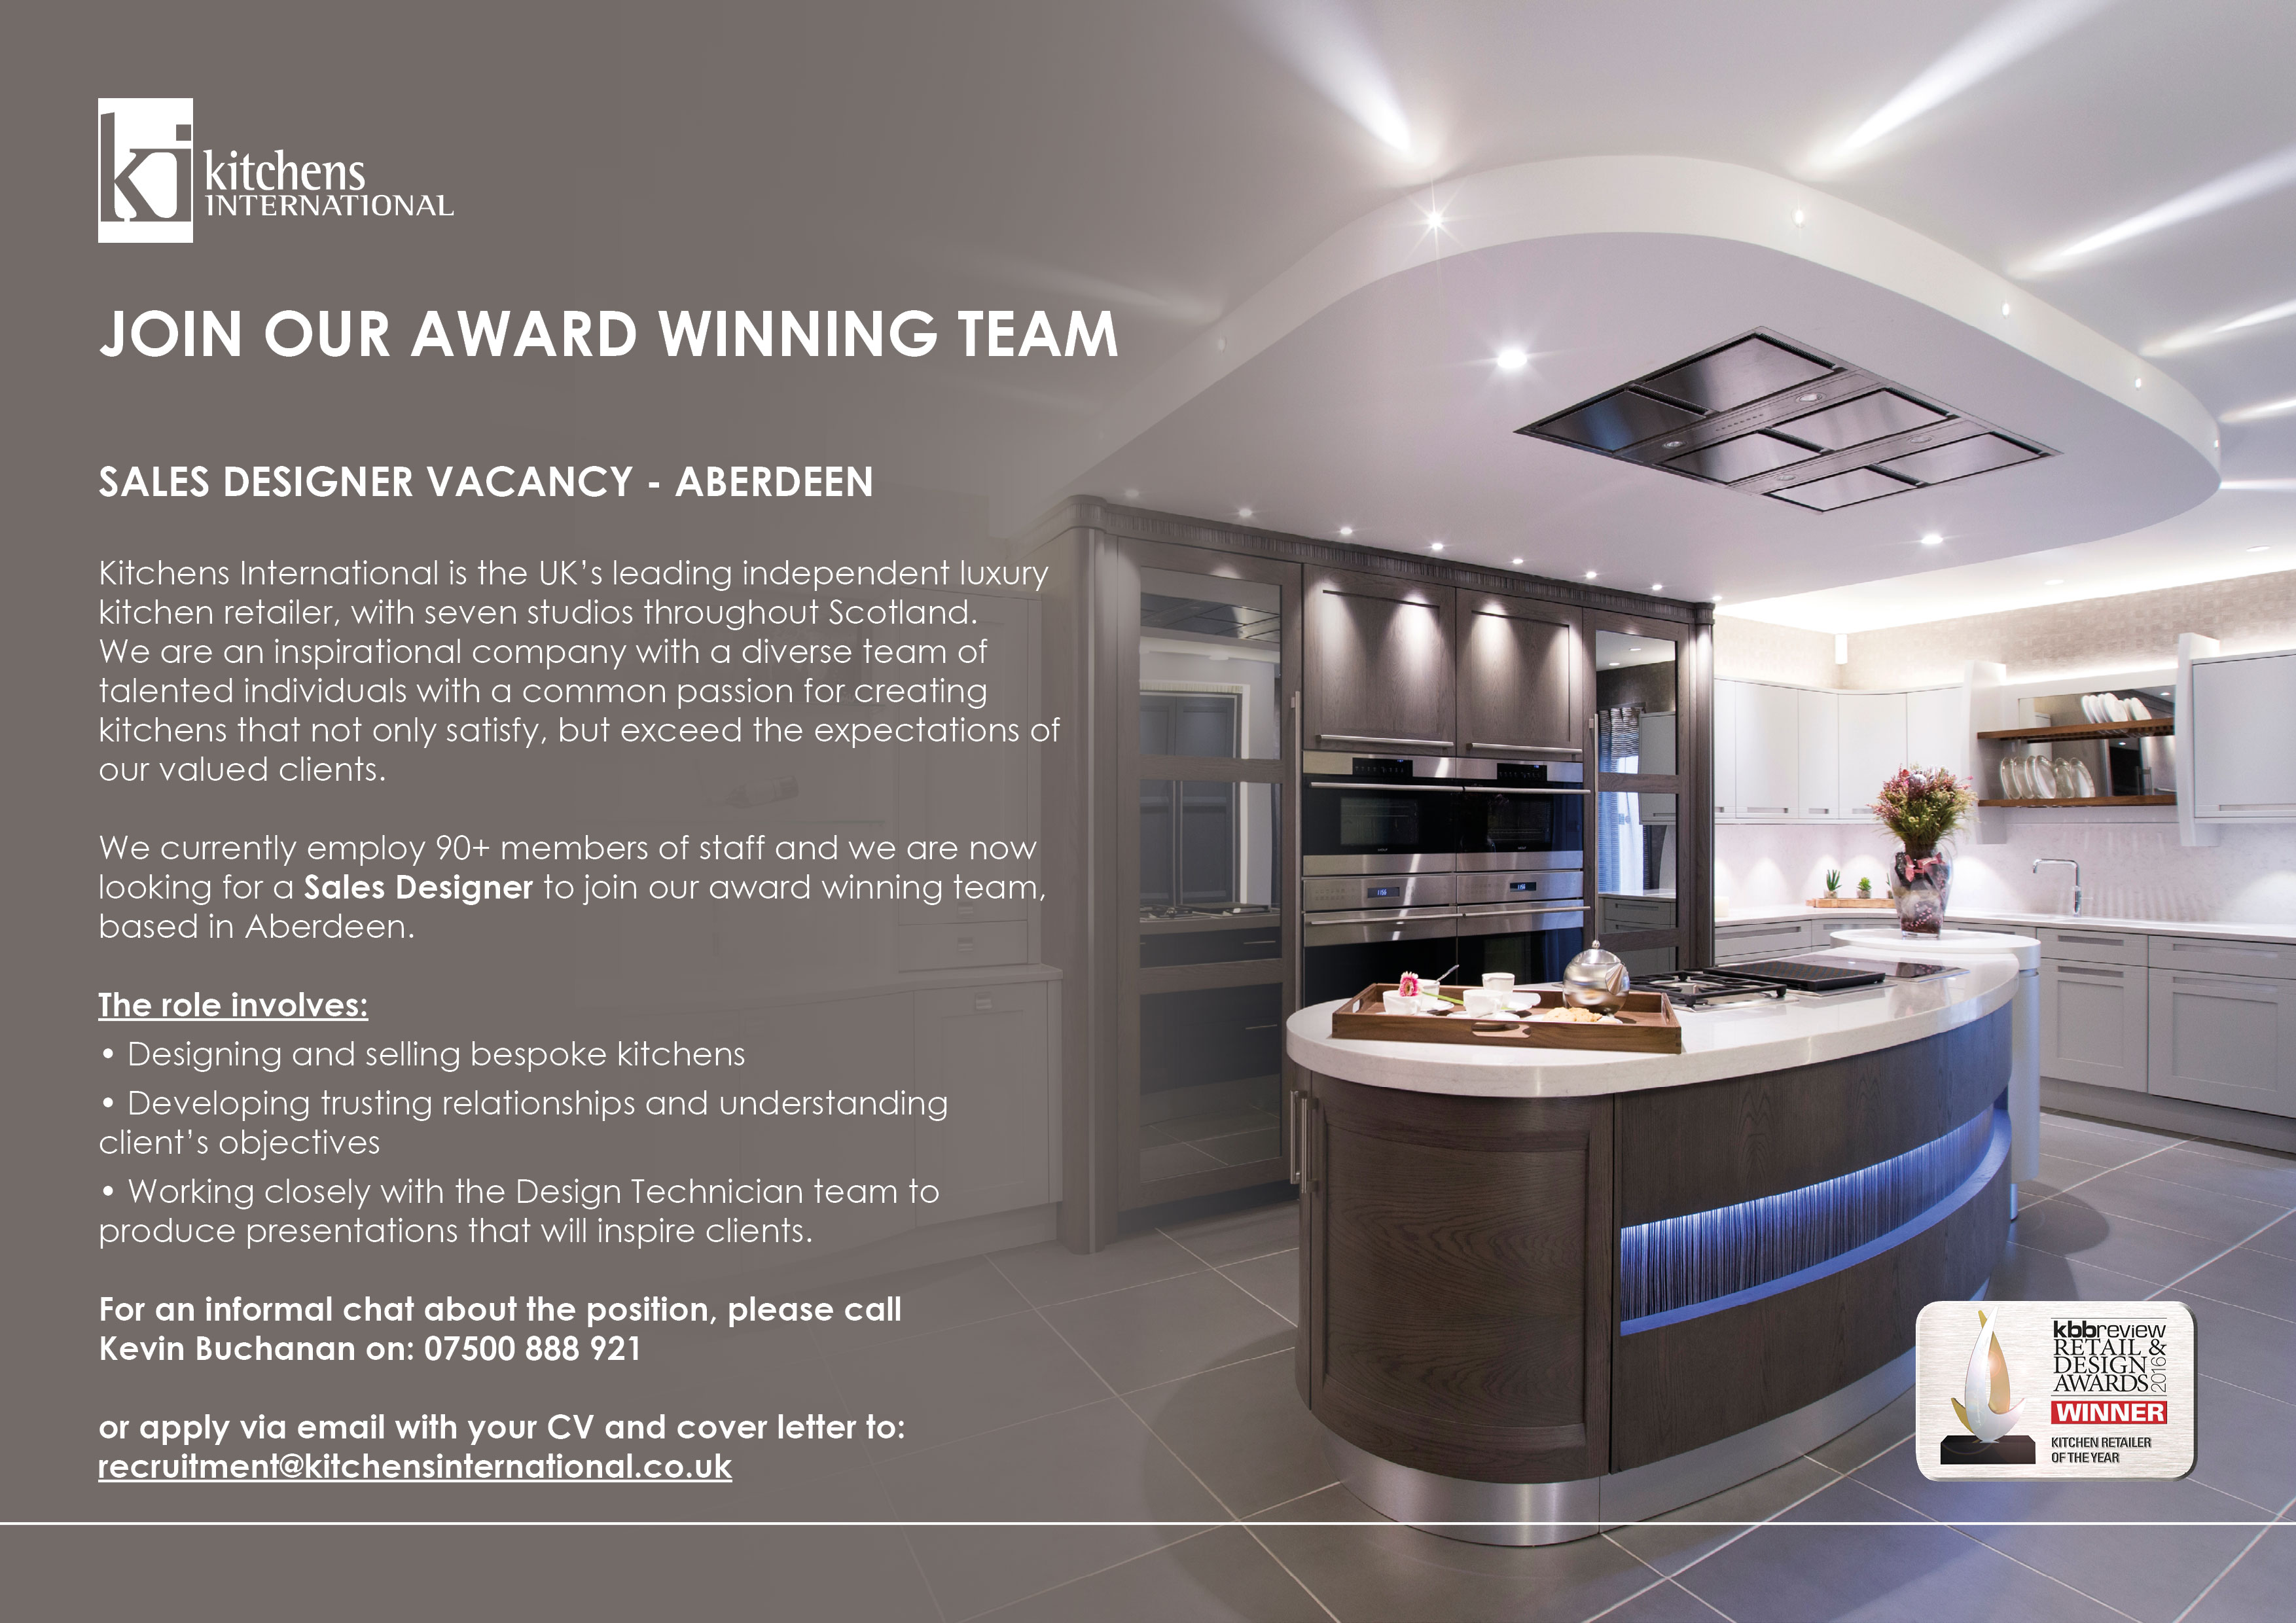 ki kitchens
INTERNATIONAL
JOIN OUR AWARD WINNING TEAM
SALES DESIGNER VACANCY - ABERDEEN
Kitchens International is the UK’s leading independent luxury
kitchen retailer, with seven studios throughout Scotland.
We are an inspirational company with a diverse team of
talented individuals with a common passion for creating
kitchens that not only satisfy, but exceed the expectations of
our valued clients.
We currently employ 90+ members of staff and we are now
looking for a Sales Designer to join our award winning team,
based in Aberdeen.
The role involves:
• Designing and selling bespoke kitchens
• Developing trusting relationships and understanding
client’s objectives
• Working closely with the Design Technician team to
produce presentations that will inspire clients.
For an informal chat about the position, please call
Kevin Buchanan on: 07500 888 921
or apply via email with your CV and cover letter to:
recruitment@kitchensinternational.co.uk
kbbreview
RETAIL &
DESIGN
AWARDS 2016
WINNER
KITCHEN RETAILER
OF THE YEAR